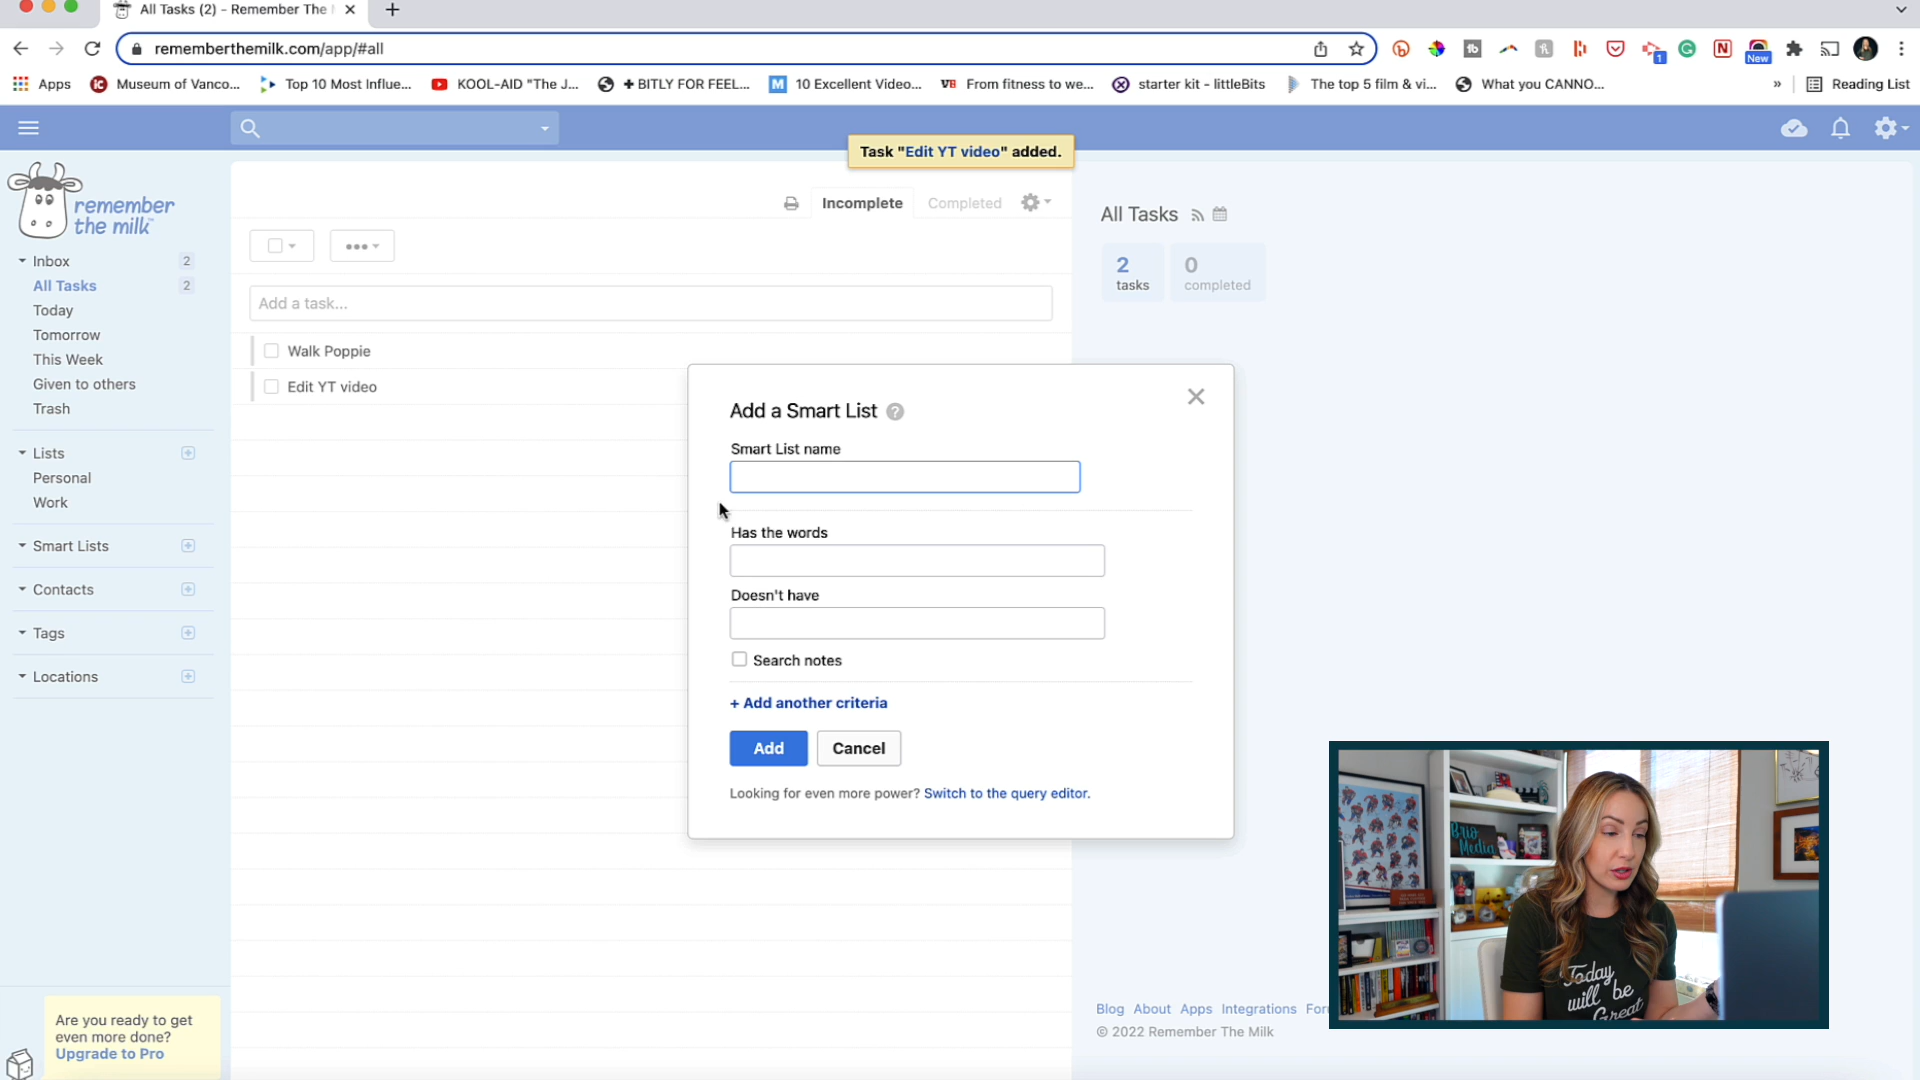 All Tasks (2) – Remember The
rememberthemilk.com/app/#all
New
1
Apps
Museum of Vanco...
Top 10 Most Influe...
KOOL-AID "The J...
+ BITLY FOR FEEL...
10 Excellent Video...
From fitness to we...
starter kit - littleBits
The top 5 film & vi...
What you CANNO...
»
Reading List
Task "Edit YT video" added.
remember
the milk
Inbox 2
All Tasks 2
Today
Tomorrow
This Week
Given to others
Trash
Lists
Personal
Work
Smart Lists
Contacts
Tags
Locations
Are you ready to get
even more done?
Upgrade to Pro
Incomplete
Completed
Add a task...
Walk Poppie
Edit YT video
All Tasks
2
tasks
0
completed
Add a Smart List ?
Smart List name
Has the words
Doesn't have
Search notes
+ Add another criteria
Add
Cancel
Looking for even more power? Switch to the query editor.
Blog About Apps Integrations
© 2022 Remember The Milk
Brio
Media
Today
will be
Great